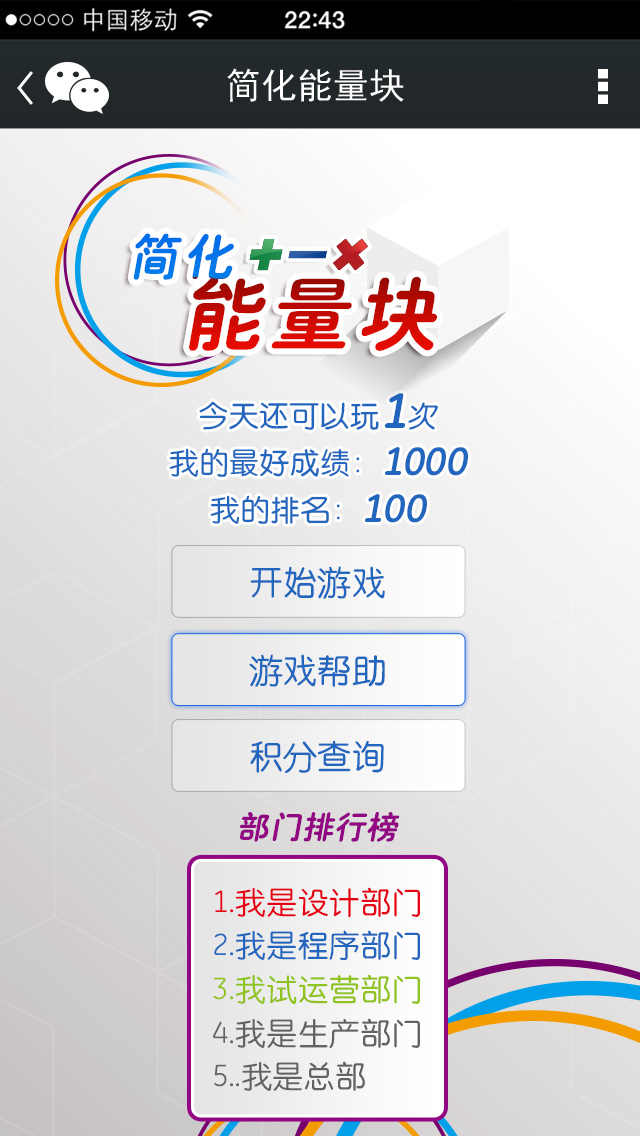 中国移动 22:43
简化能量块
简化+−×
能量块
今天还可以玩1次
我的最好成绩：1000
我的排名：100
开始游戏
游戏帮助
积分查询
部门排行榜
1.我是设计部门
2.我是程序部门
3.我试运营部门
4.我是生产部门
5..我是总部